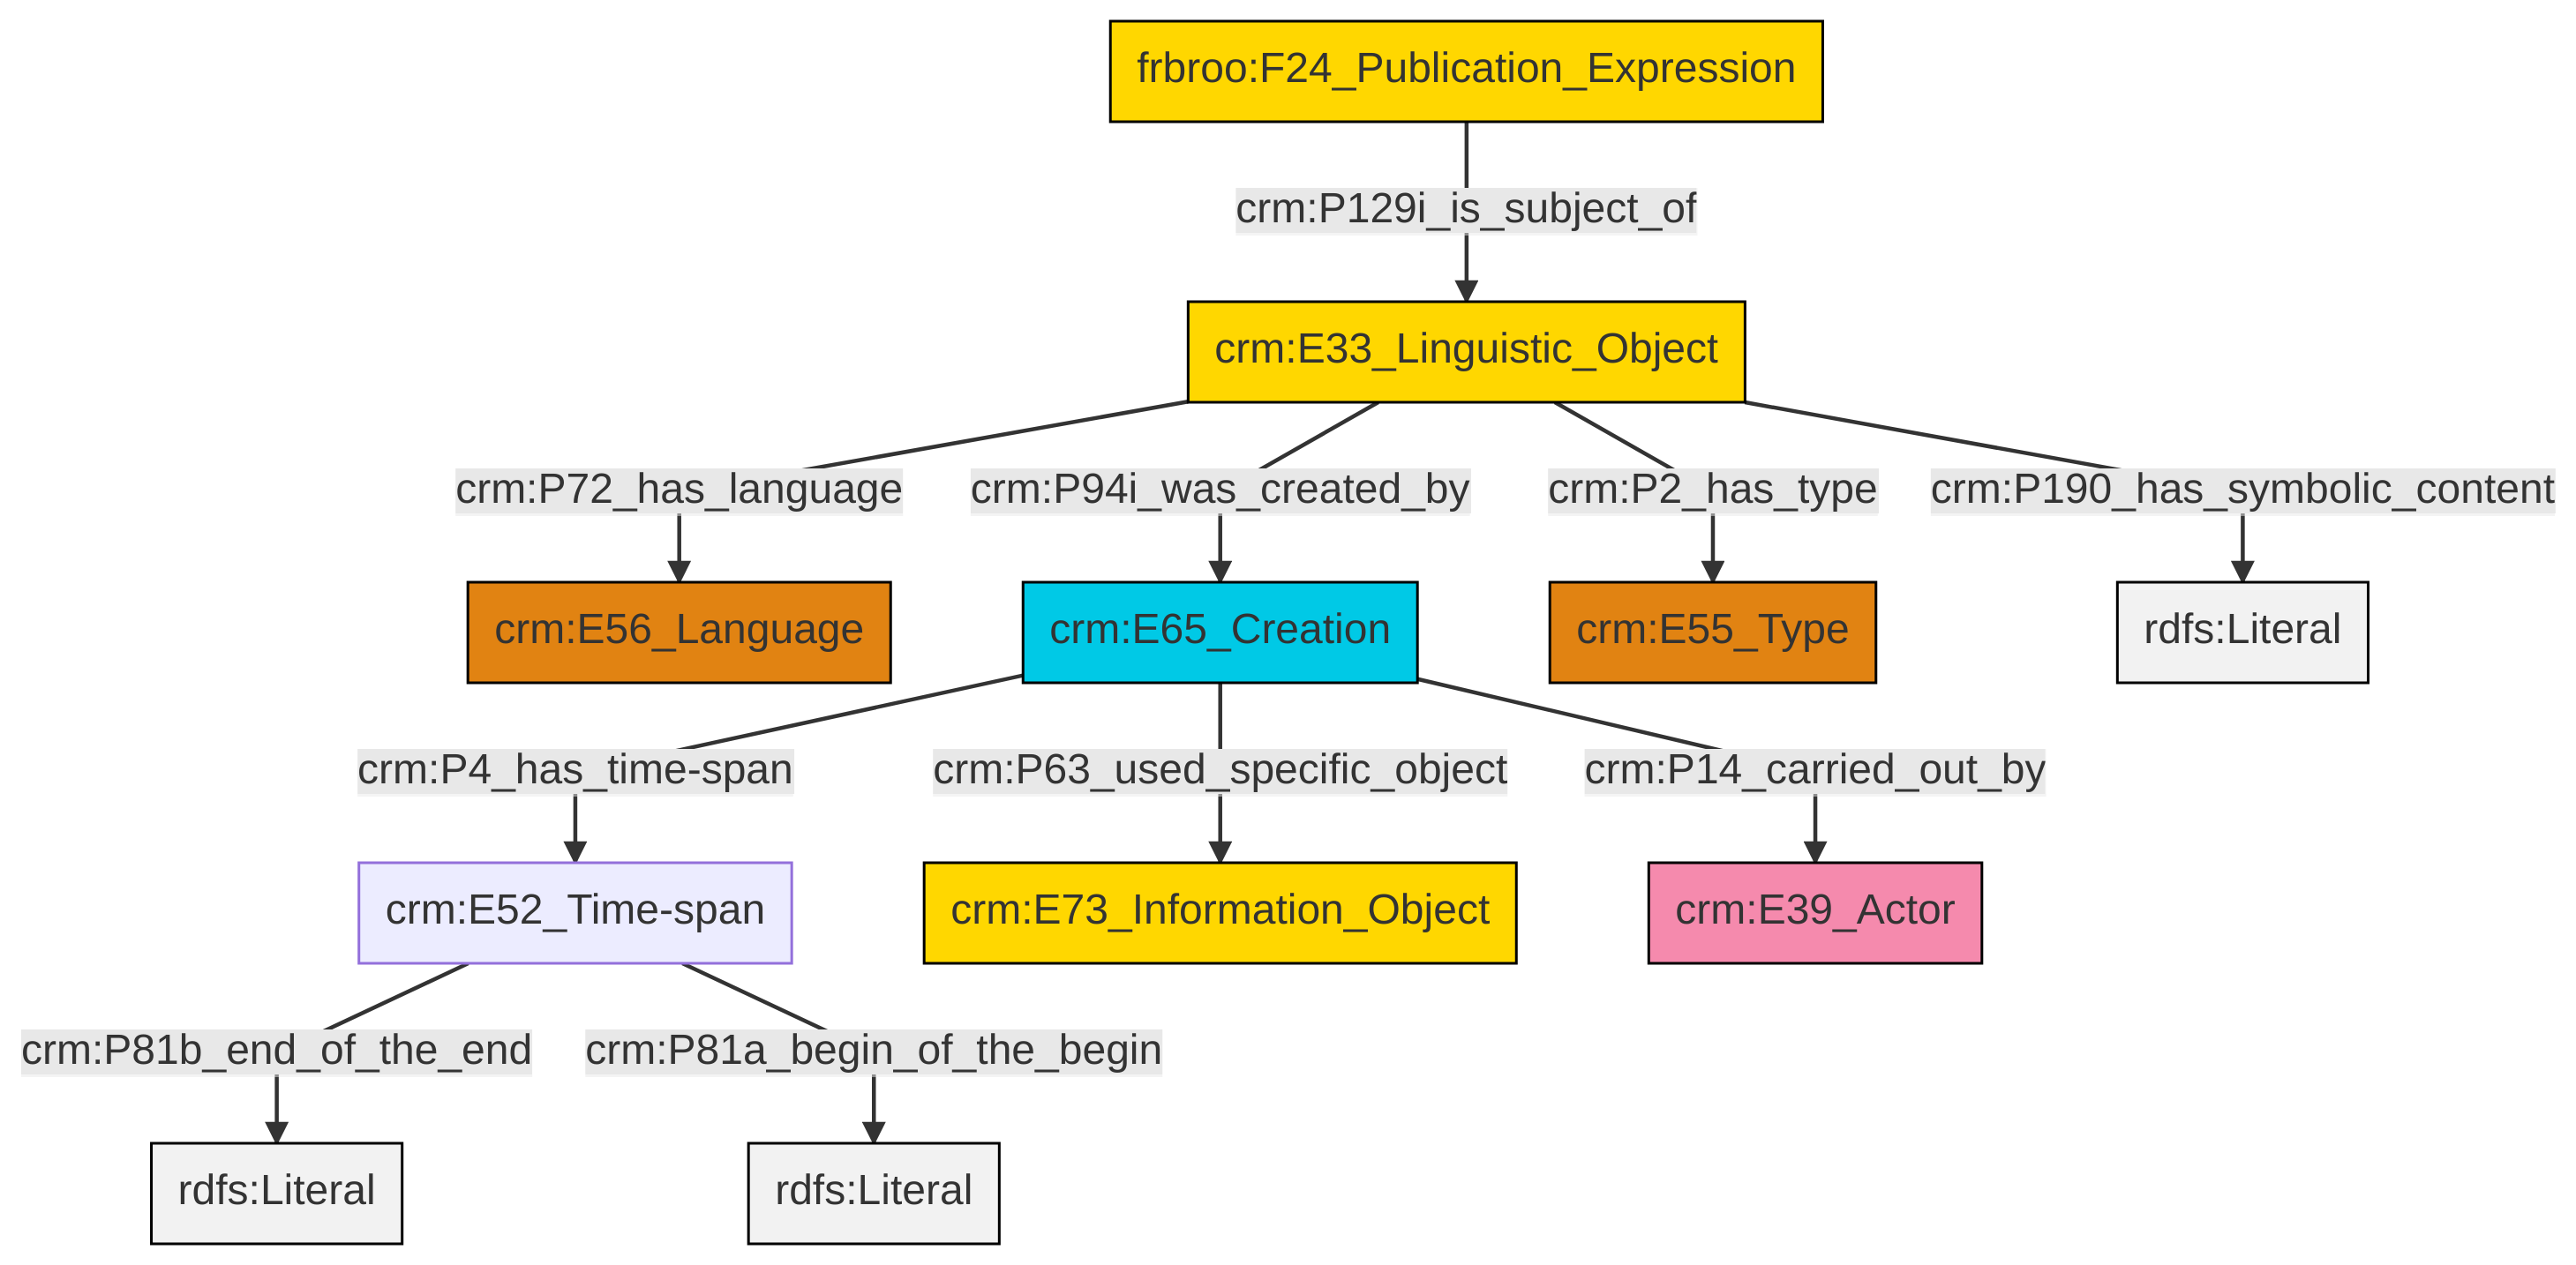 frbroo:F24_Publication_Expression
crm:P129i_is_subject_of
crm:E33_Linguistic_Object
crm:P72_has_language
crm:P94i_was_created_by
crm:P2_has_type
crm:P190_has_symbolic_content
crm:E56_Language
crm:E65_Creation
crm:E55_Type
rdfs:Literal
crm:P4_has_time-span
crm:P63_used_specific_object
crm:P14_carried_out_by
crm:E52_Time-span
crm:E73_Information_Object
crm:E39_Actor
crm:P81b_end_of_the_end
crm:P81a_begin_of_the_begin
rdfs:Literal
rdfs:Literal